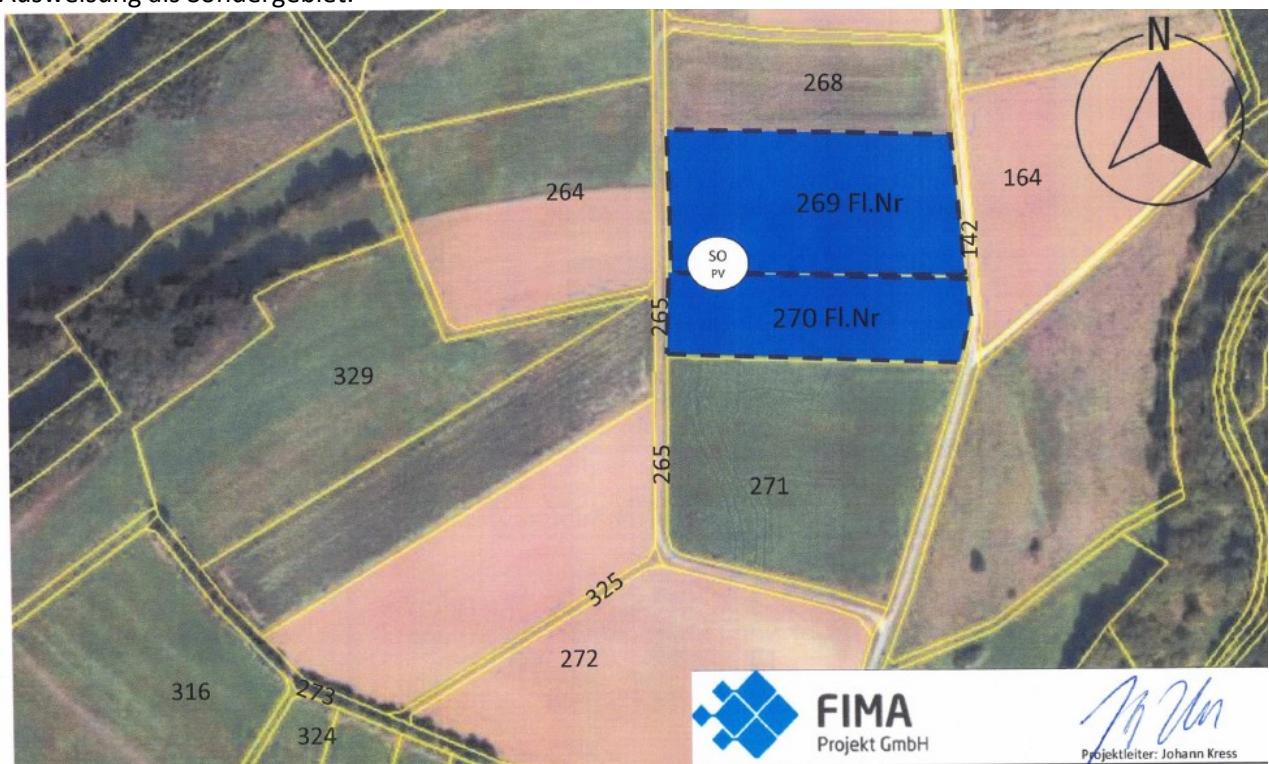 Ausweisung als Sondergebiet.
N
268
164
264
269 Fl.Nr
142
SO
PV
265
270 Fl.Nr
329
265
271
325
272
316
273
324
FIMA
Projekt GmbH
Projektleiter: Johann Kress